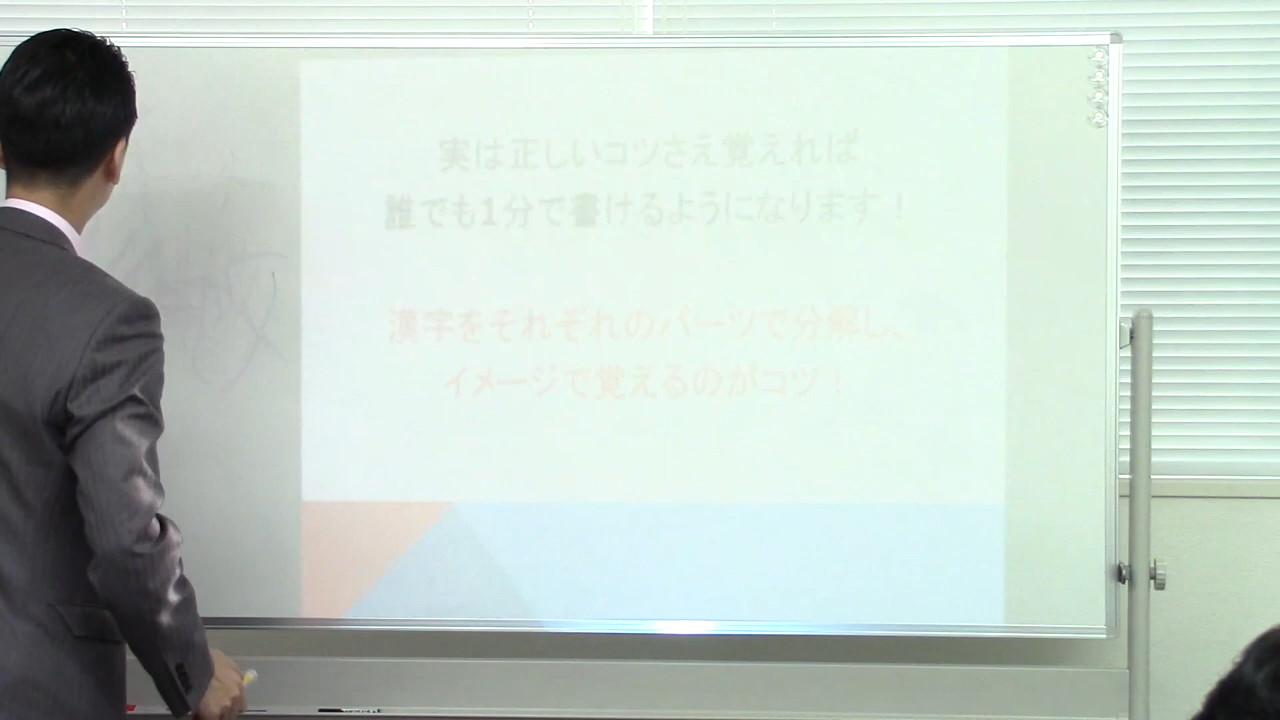 実は正しいコツさえ覚えれば
誰でも1分で書けるようになります！
漢字をそれぞれのパーツで分解し、
イメージで覚えるのがコツ！